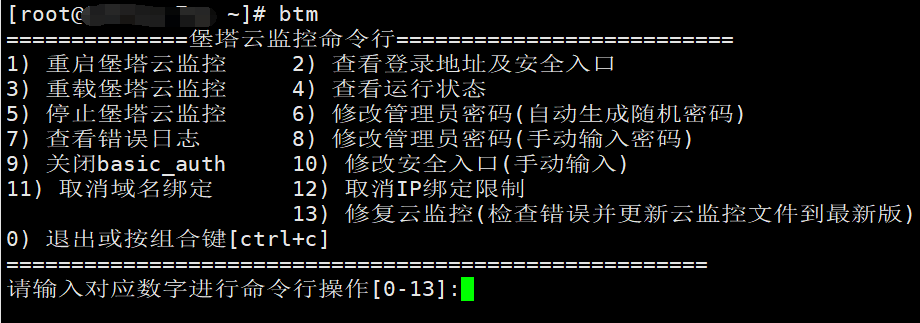 [root@ ~]# btm
==============堡塔云监控命令行==========================
1) 重启堡塔云监控 2) 查看登录地址及安全入口
3) 重载堡塔云监控 4) 查看运行状态
5) 停止堡塔云监控 6) 修改管理员密码(自动生成随机密码)
7) 查看错误日志 8) 修改管理员密码(手动输入密码)
9) 关闭basic_auth 10) 修改安全入口(手动输入)
11) 取消域名绑定 12) 取消IP绑定限制
13) 修复云监控(检查错误并更新云监控文件到最新版)
0) 退出或按组合键[ctrl+c]
======================================================
请输入对应数字进行命令行操作[0-13]: